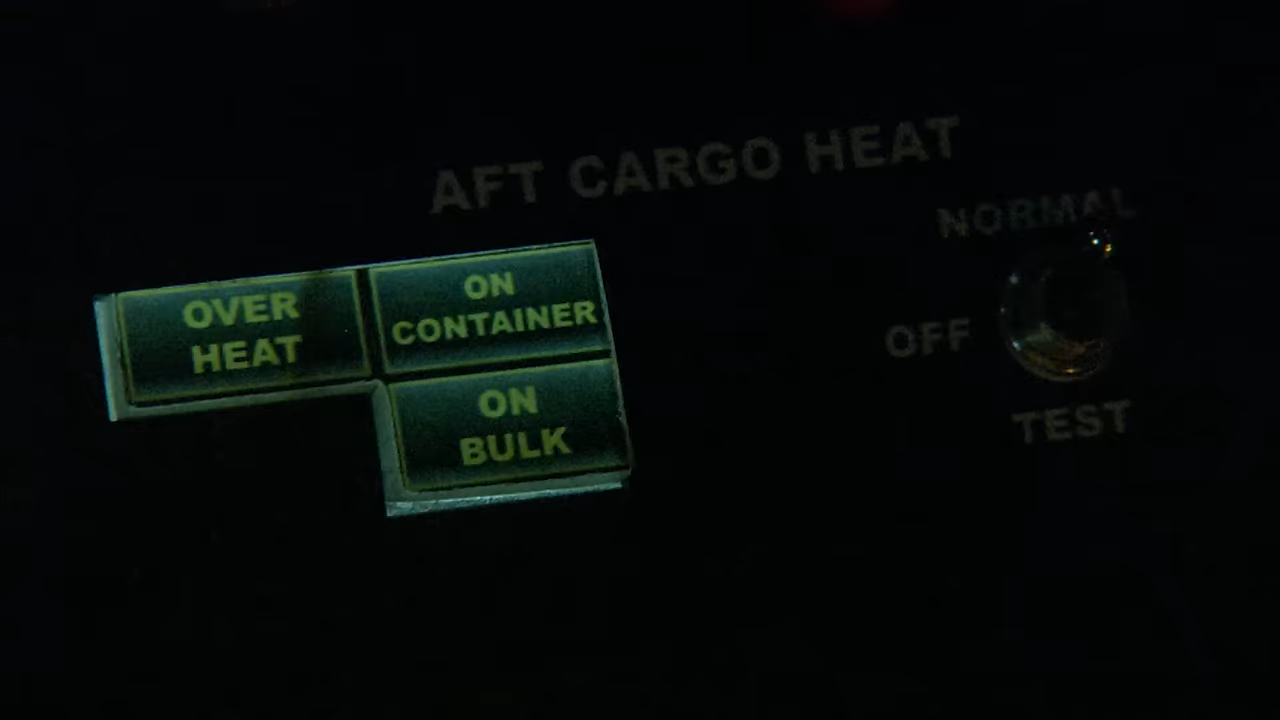 AFT CARGO HEAT
NORMAL
OVER
HEAT
ON
CONTAINER
OFF
ON
BULK
TEST